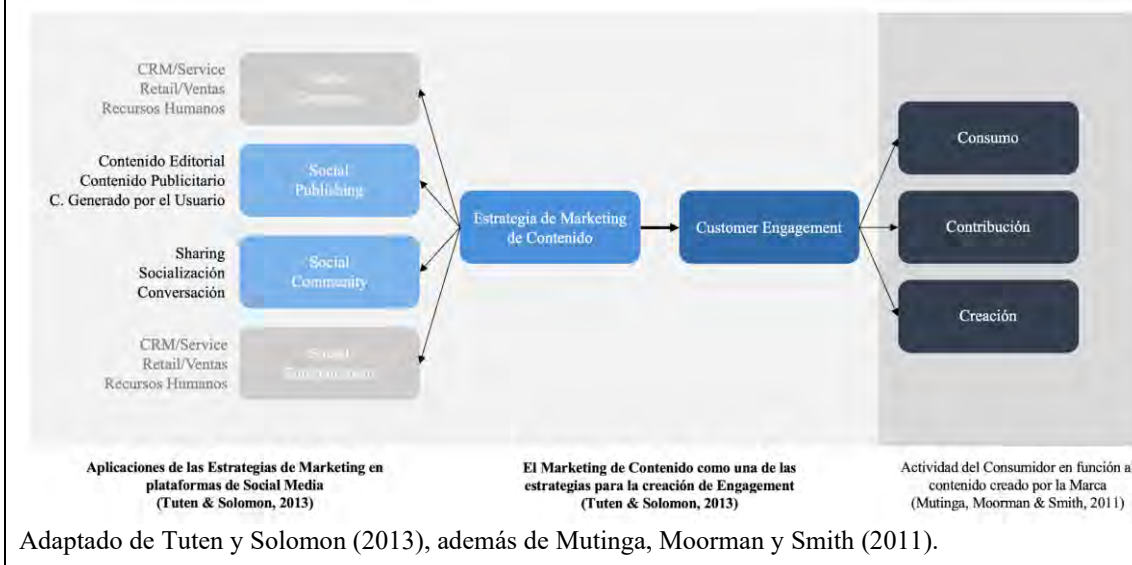 CRM/Service
Retail/Ventas
Recursos Humanos
Contenido Editorial
Contenido Publicitario
C. Generado por el Usuario
Social
Publishing
Sharing
Socialización
Conversación
Social
Community
CRM/Service
Retail/Ventas
Recursos Humanos
Social
Estrategia de Marketing
de Contenido
Customer Engagement
Consumo
Contribución
Creación
Aplicaciones de las Estrategias de Marketing en
plataformas de Social Media
(Tuten & Solomon, 2013)
El Marketing de Contenido como una de las
estrategias para la creación de Engagement
(Tuten & Solomon, 2013)
Actividad del Consumidor en función al
contenido creado por la Marca
(Mutinga, Moorman & Smith, 2011)
Adaptado de Tuten y Solomon (2013), además de Mutinga, Moorman y Smith (2011).